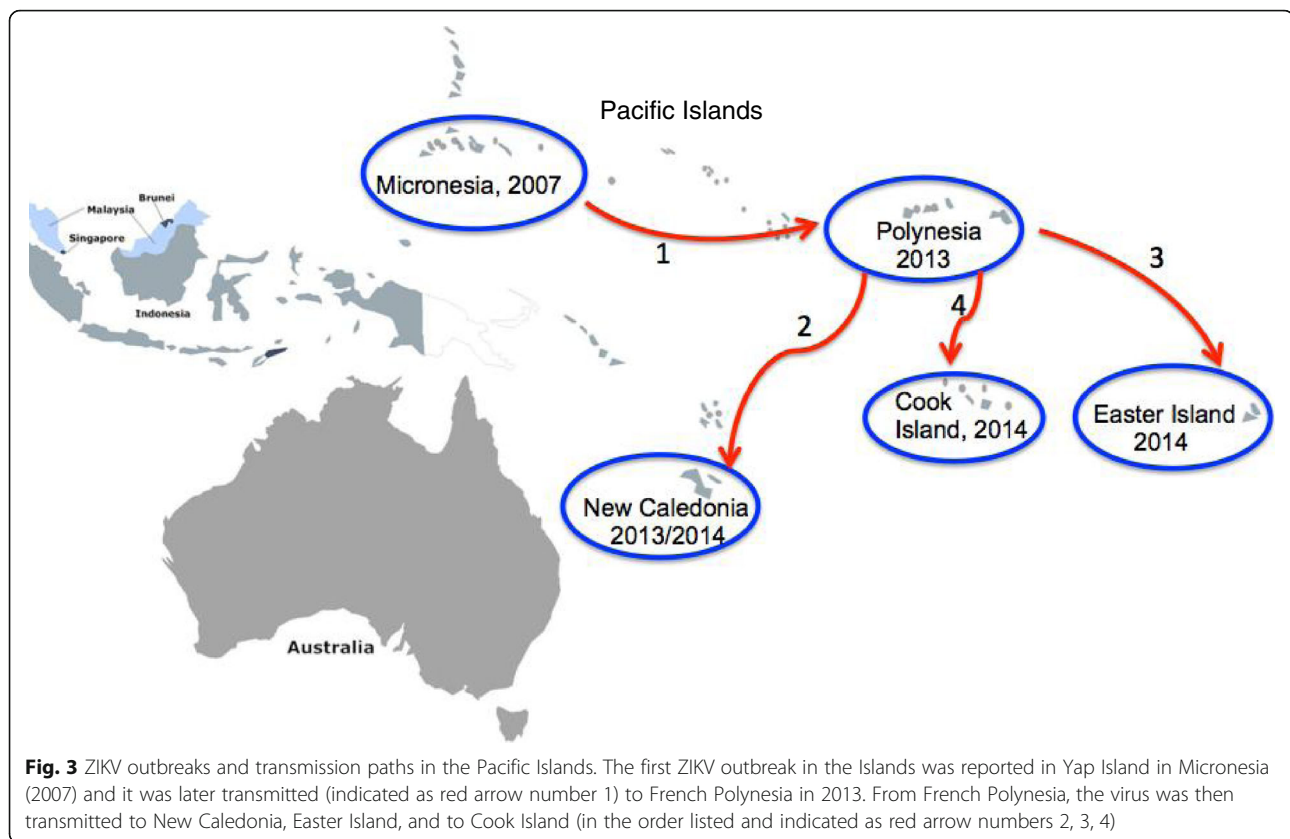 Pacific Islands
Micronesia, 2007
Brunei
Malaysia
Singapore
Indonesia
1
Polynesia
2013
3
4
2
Cook
Island, 2014
Easter Island
2014
New Caledonia
2013/2014
Australia
Fig. 3 ZIKV outbreaks and transmission paths in the Pacific Islands. The first ZIKV outbreak in the Islands was reported in Yap Island in Micronesia
(2007) and it was later transmitted (indicated as red arrow number 1) to French Polynesia in 2013. From French Polynesia, the virus was then
transmitted to New Caledonia, Easter Island, and to Cook Island (in the order listed and indicated as red arrow numbers 2, 3, 4)